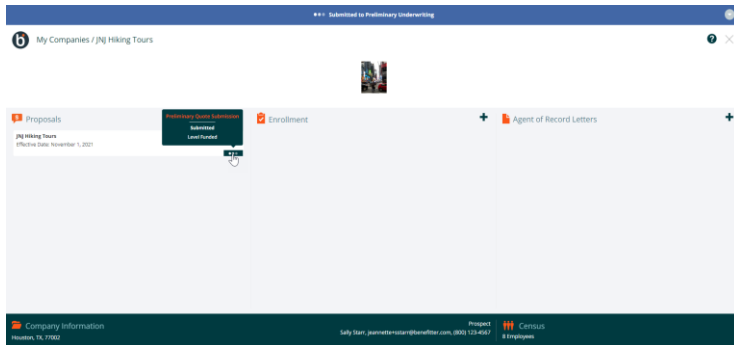 Submitted to Preliminary Underwriting
b
My Companies / JNJ Hiking Tours
?
Proposals
JNJ Hiking Tours
Effective Date: November 1, 2021
Preliminary Quote Submission
Submitted
Level Funded
Enrollment
Agent of Record Letters
Company Information
Houston, TX, 77002
Prospect
Sally Starr, jeannette+sstarr@benefitter.com, (800) 123-4567
Census
8 Employees